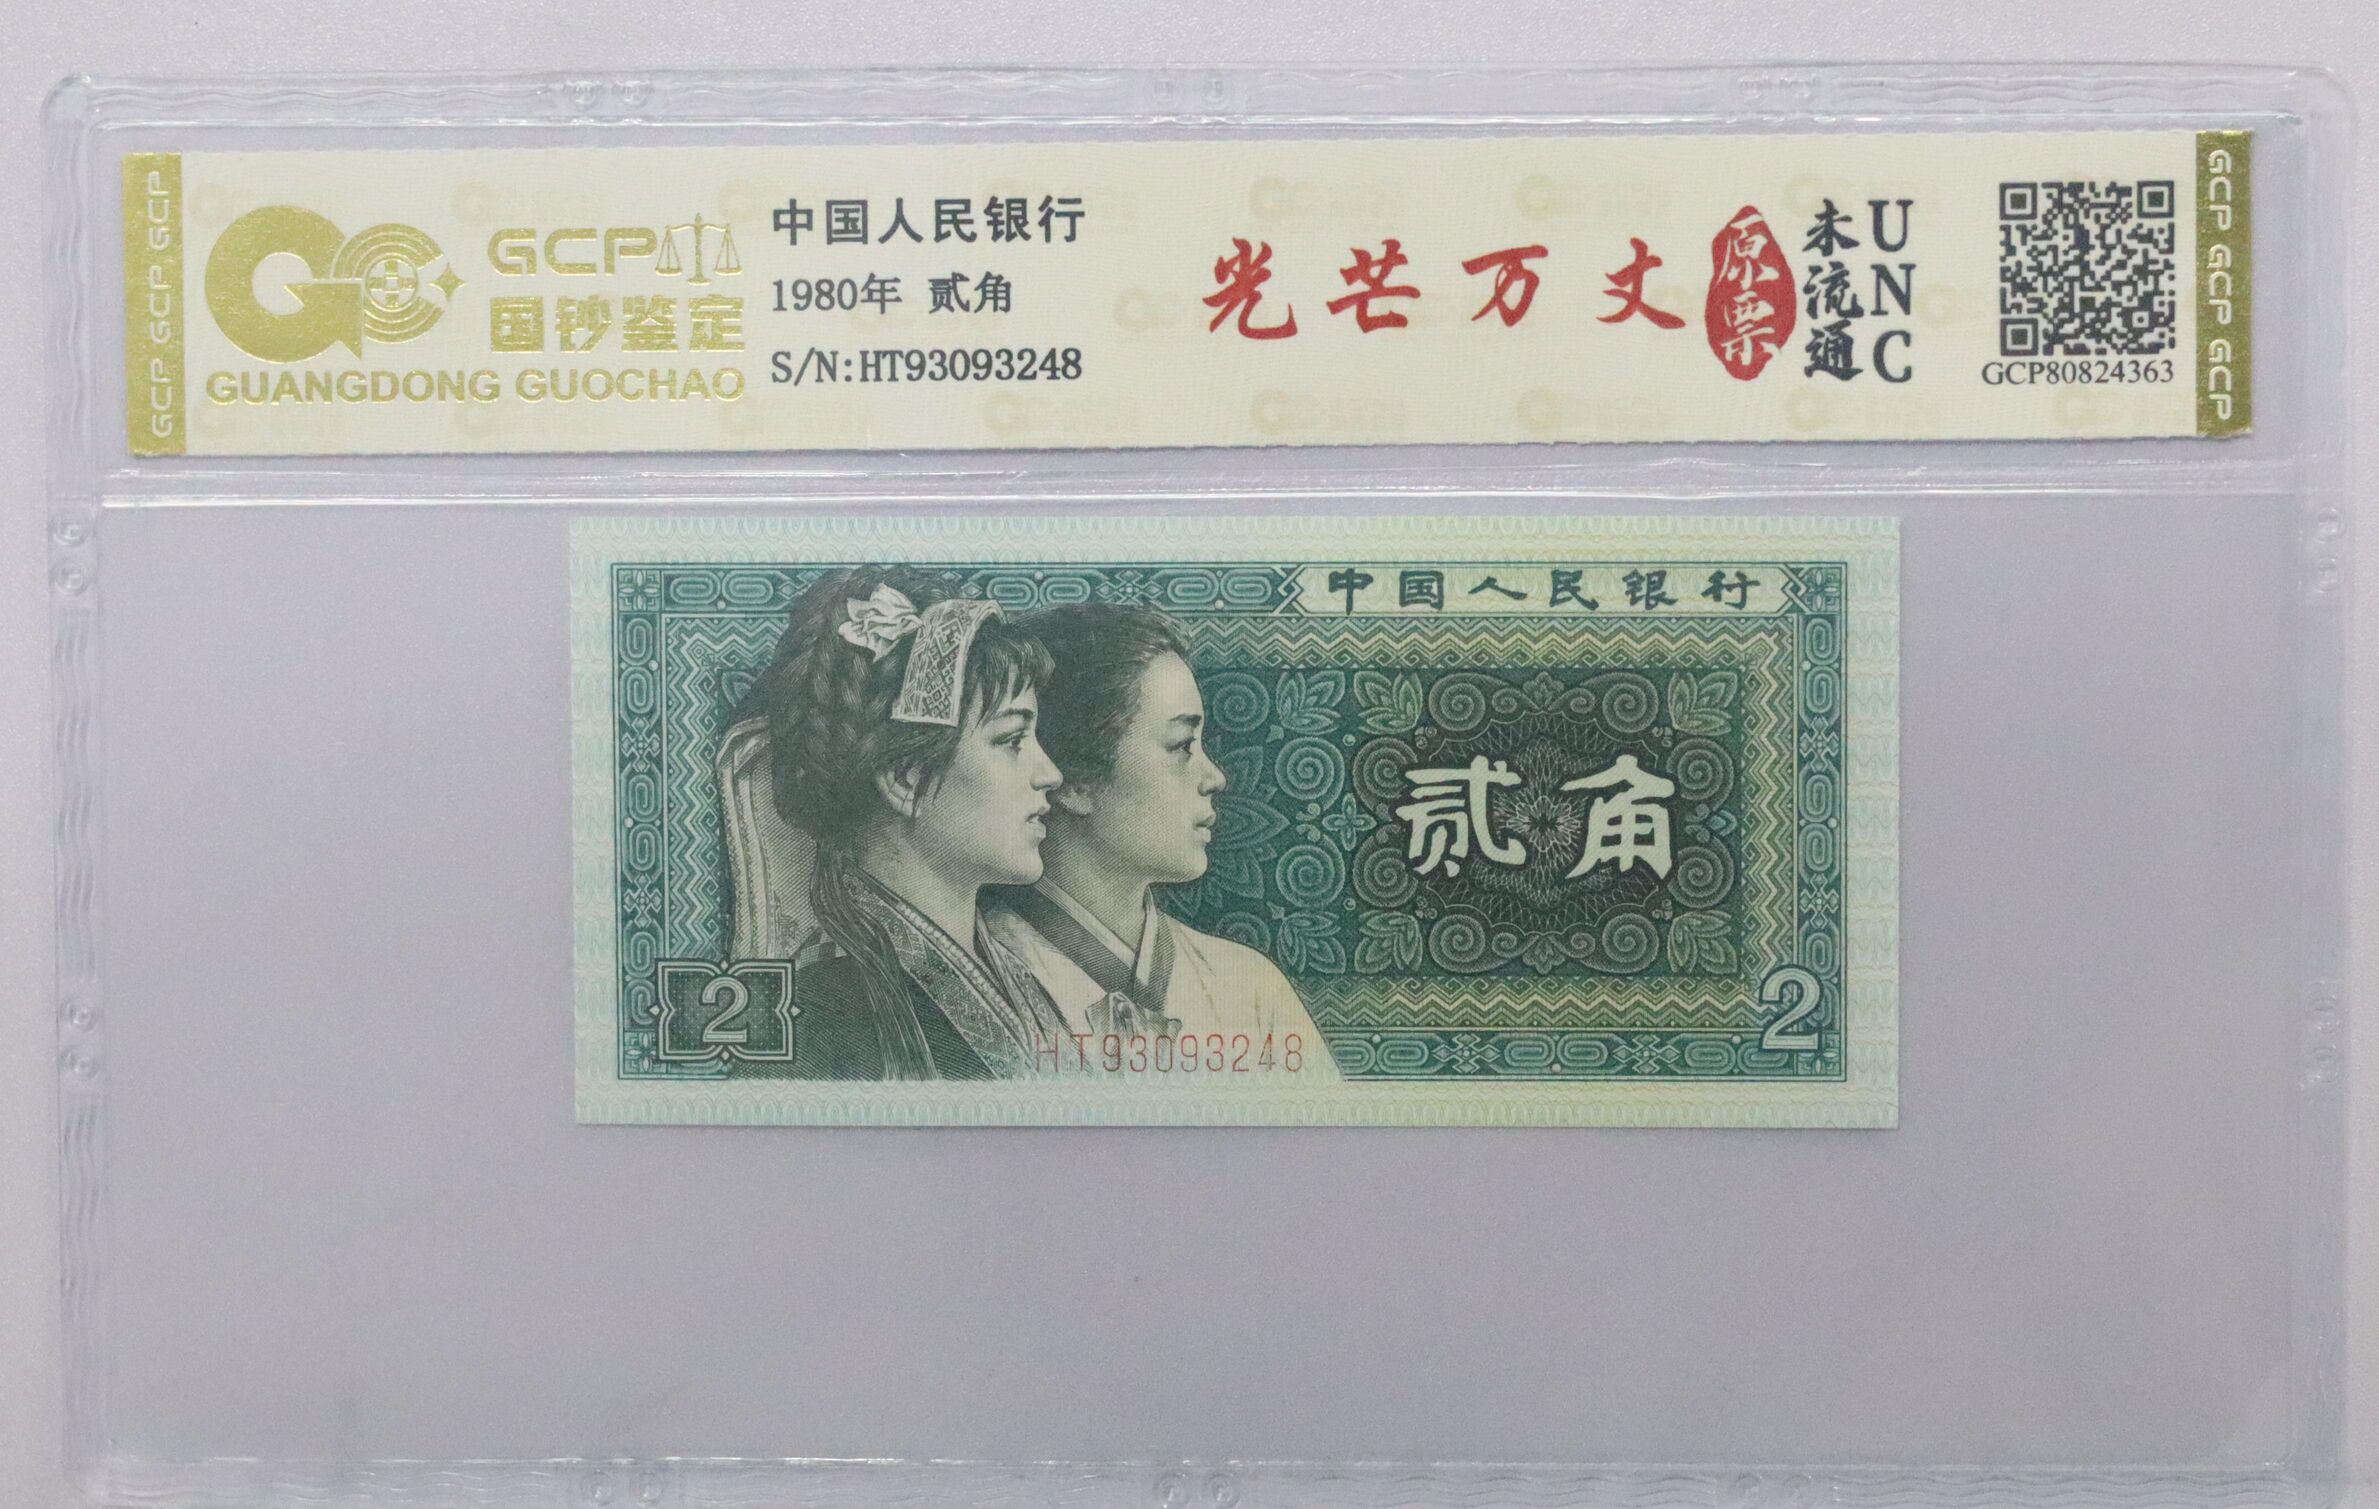 GCP
国钞鉴定
GUANGDONG GUOCHAO
中国人民银行
1980年 贰角
S/N:HT93093248
光芒万丈
原票
未流通
UNC
GCP80824363
GCP GCP GCP GCP
GCP GCP GCP GCP
中国人民银行
贰角
2
2
HT93093248